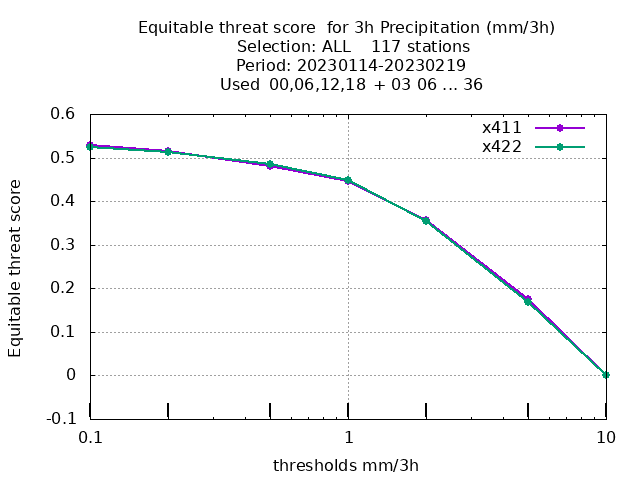 Equitable threat score  for 3h Precipitation (mm/3h)
Selection: ALL    117 stations
Period: 20230114-20230219
Used  00,06,12,18  + 03 06 ... 36
x411
x422
0.6
0.5
0.4
0.3
0.2
0.1
0
-0.1
Equitable threat score
0.1
1
10
thresholds mm/3h